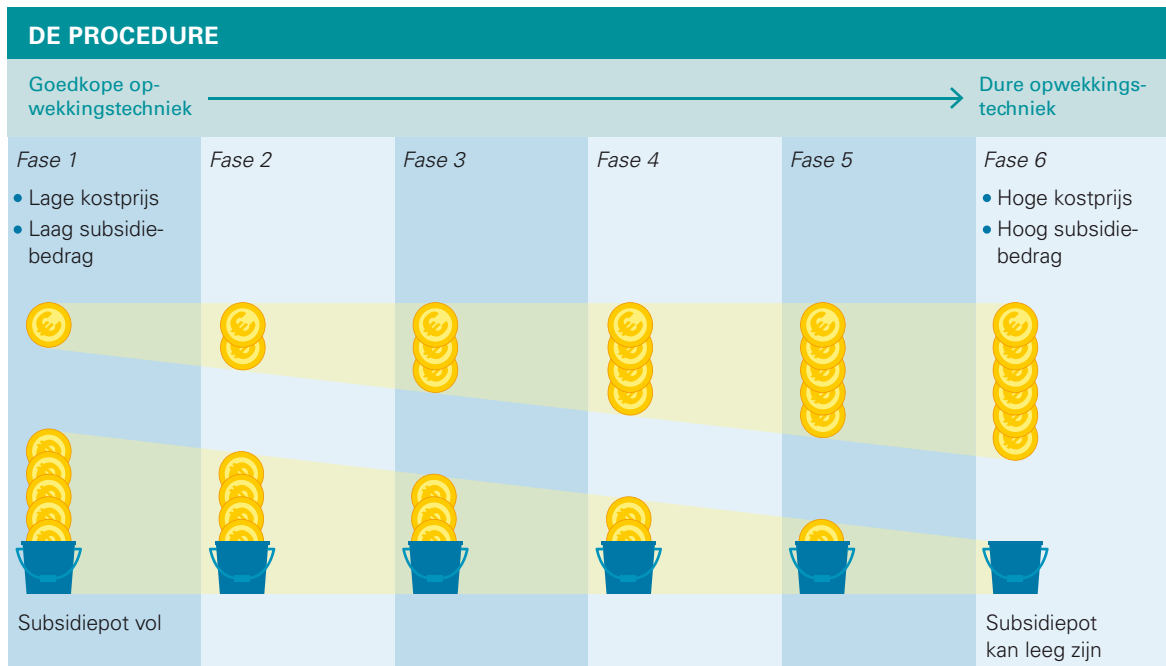 DE PROCEDURE
Goedkope op-
wekkingstechniek
Dure opwekkings-
techniek
Fase 1
Fase 2
Fase 3
Fase 4
Fase 5
Fase 6
• Lage kostprijs
• Laag subsidie-
bedrag
• Hoge kostprijs
• Hoog subsidie-
bedrag
Subsidiepot vol
Subsidiepot
kan leeg zijn